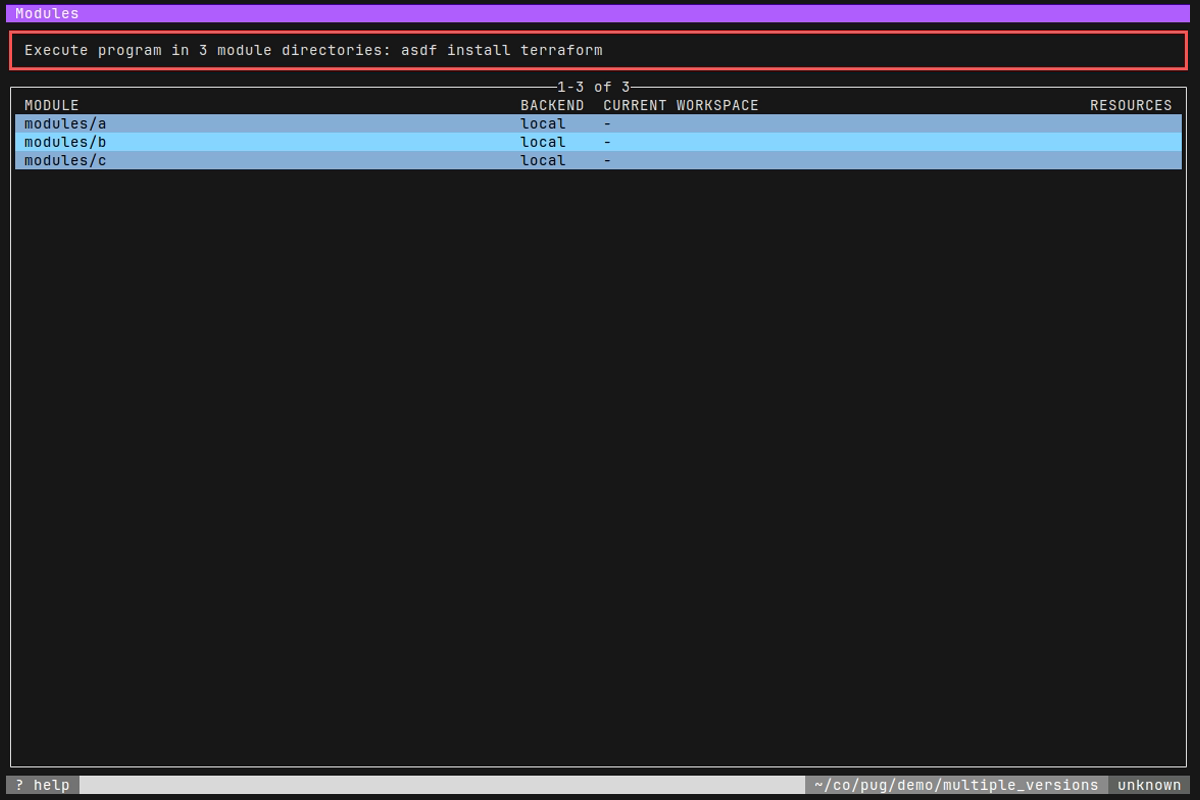 Modules
Execute program in 3 module directories: asdf install terraform
1-3 of 3
MODULE BACKEND CURRENT WORKSPACE RESOURCES
modules/a local -
modules/b local -
modules/c local -
? help ~/co/pug/demo/multiple_versions unknown